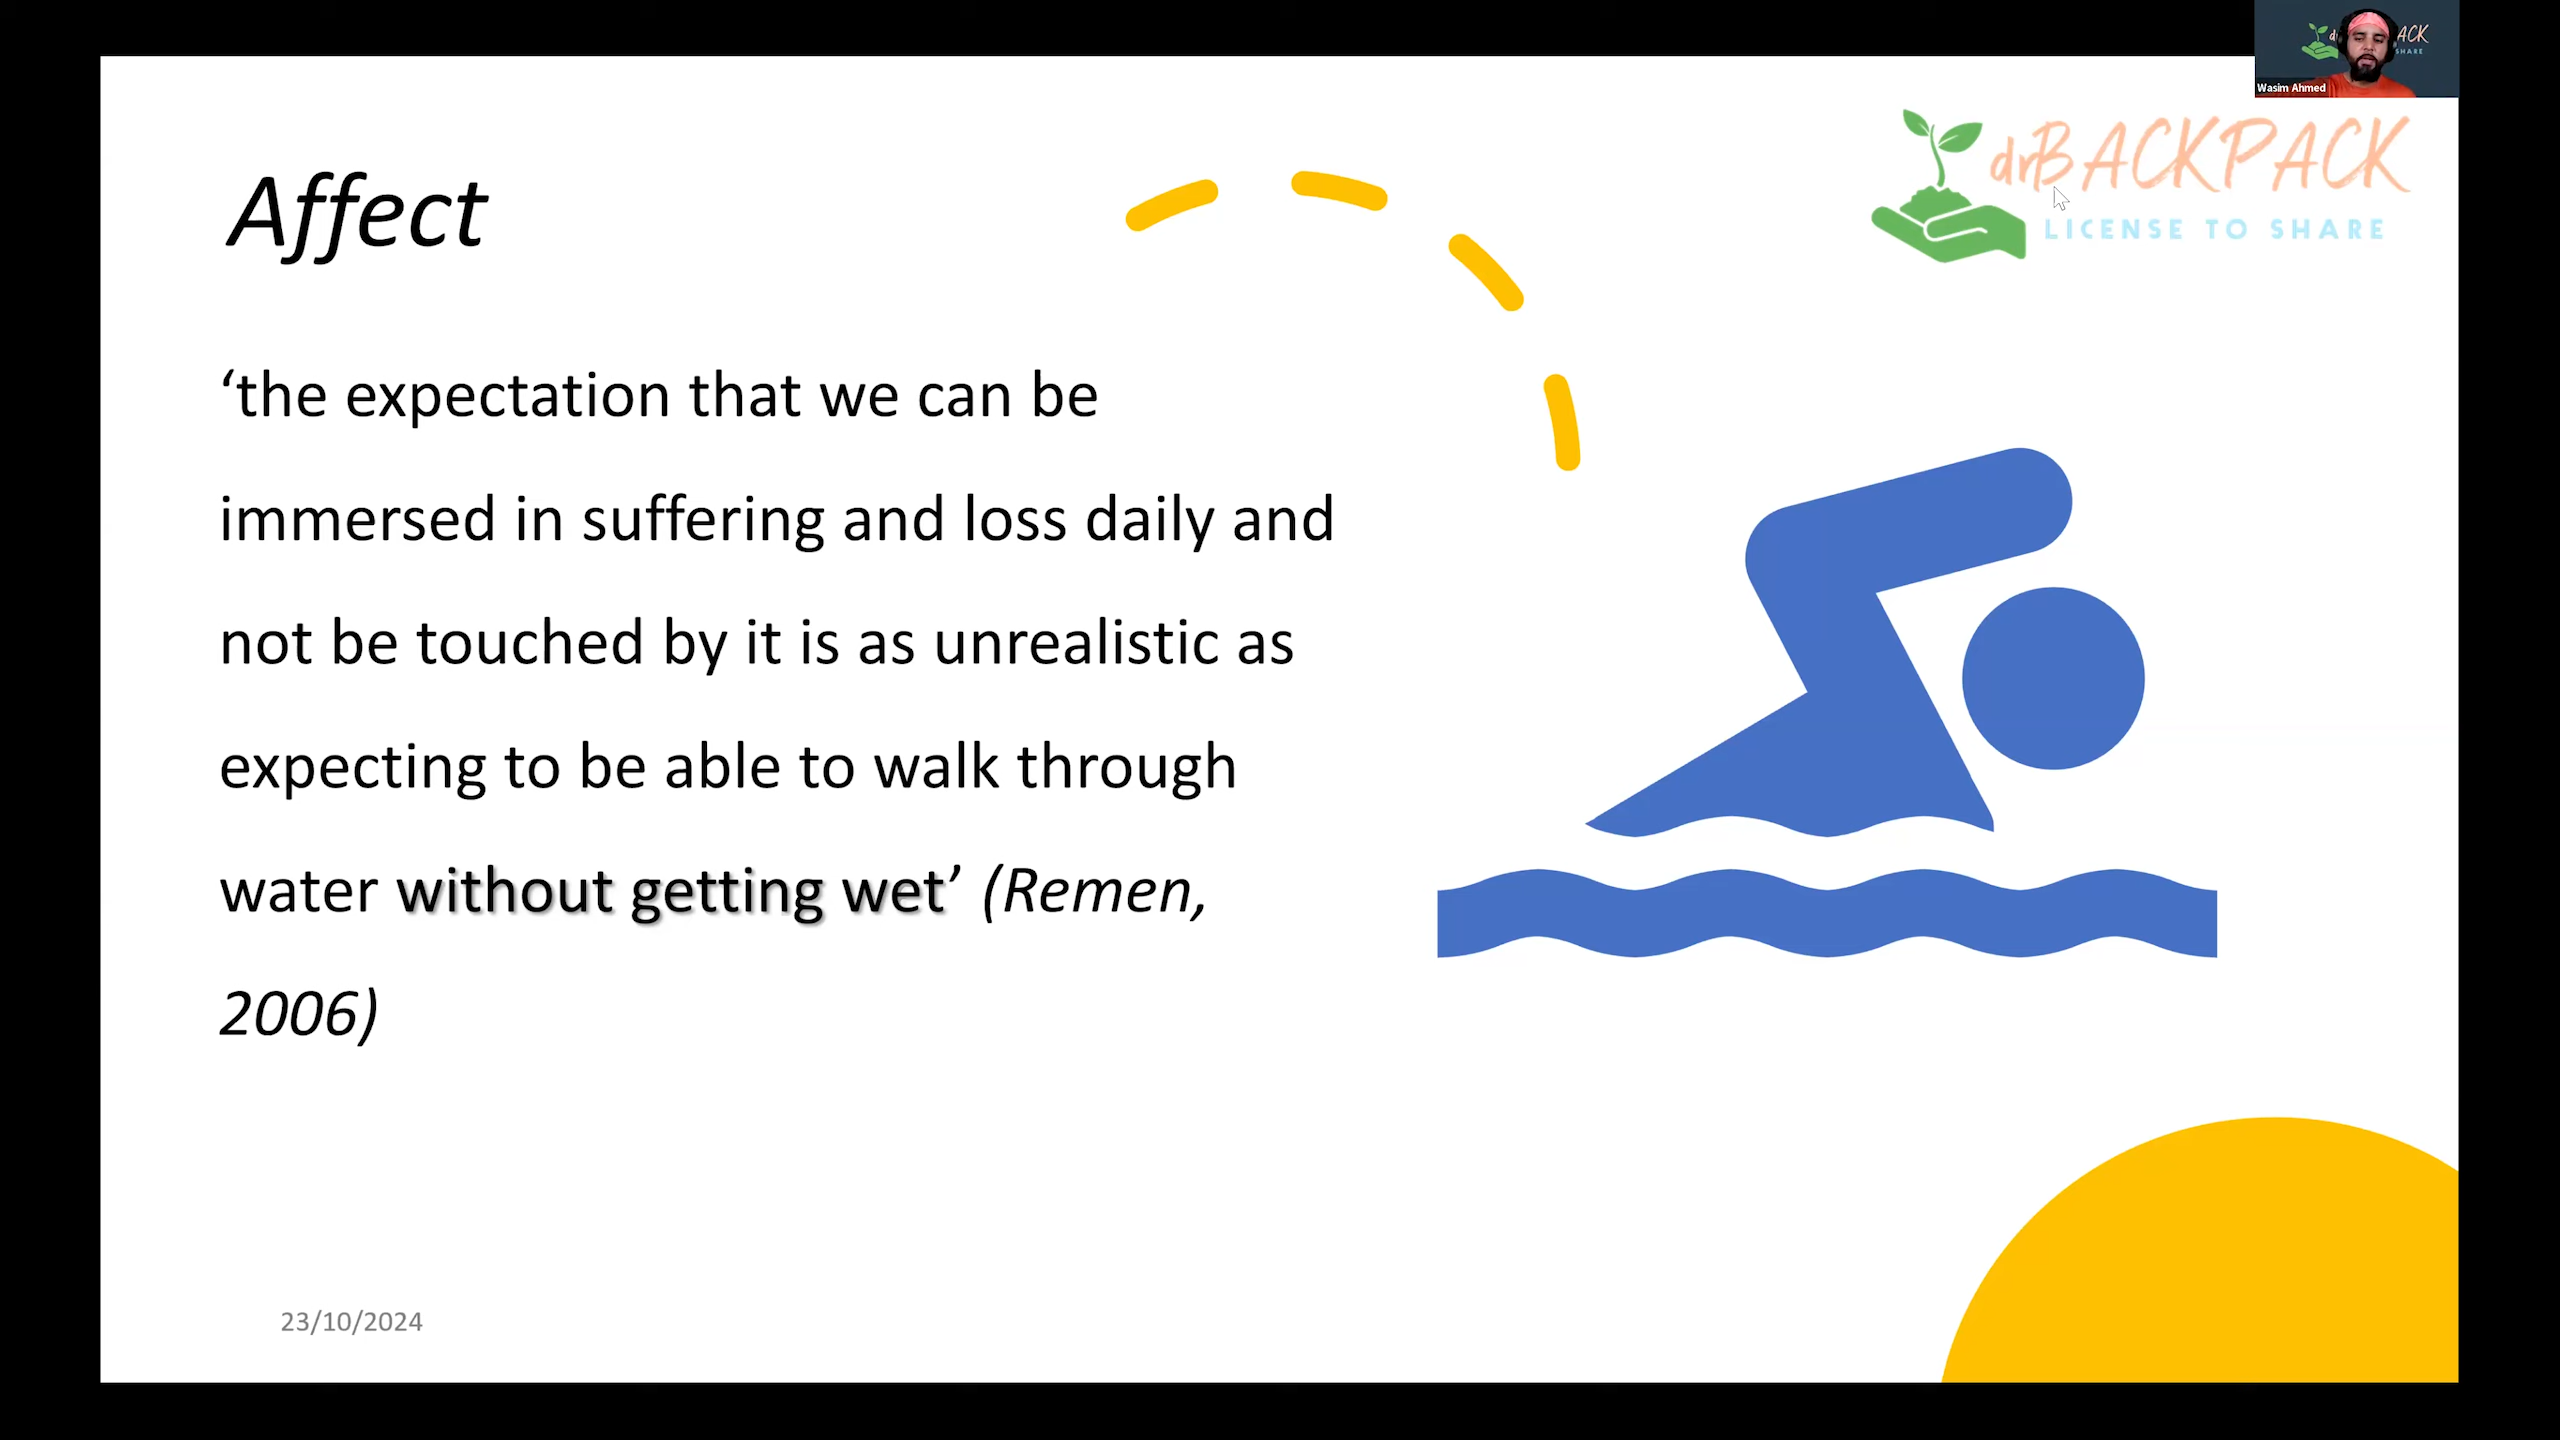 Wasim Ahmed
drBACKPACK
LICENSE TO SHARE
Affect
‘the expectation that we can be
immersed in suffering and loss daily and
not be touched by it is as unrealistic as
expecting to be able to walk through
water without getting wet’ (Remen,
2006)
23/10/2024